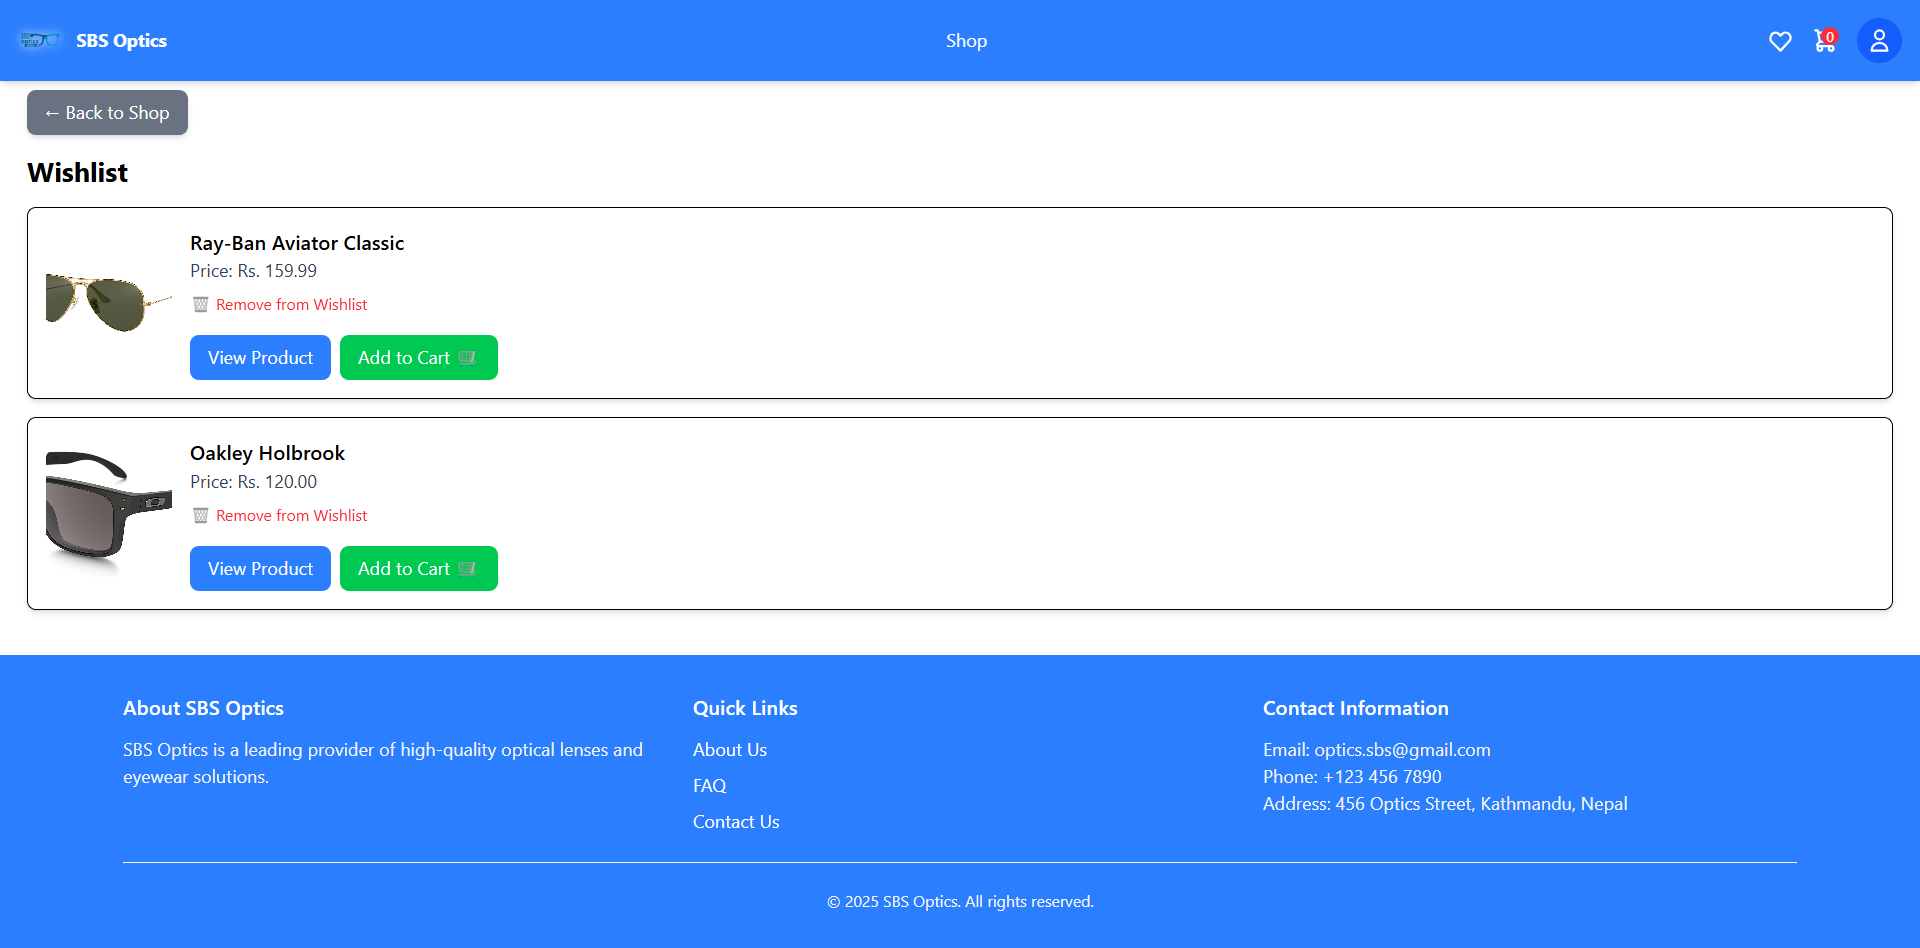 SBS Optics
Shop
0
← Back to Shop
Wishlist
Ray-Ban Aviator Classic
Price: Rs. 159.99
Remove from Wishlist
View Product
Add to Cart
Oakley Holbrook
Price: Rs. 120.00
Remove from Wishlist
View Product
Add to Cart
About SBS Optics
SBS Optics is a leading provider of high-quality optical lenses and
eyewear solutions.
Quick Links
About Us
FAQ
Contact Us
Contact Information
Email: optics.sbs@gmail.com
Phone: +123 456 7890
Address: 456 Optics Street, Kathmandu, Nepal
© 2025 SBS Optics. All rights reserved.